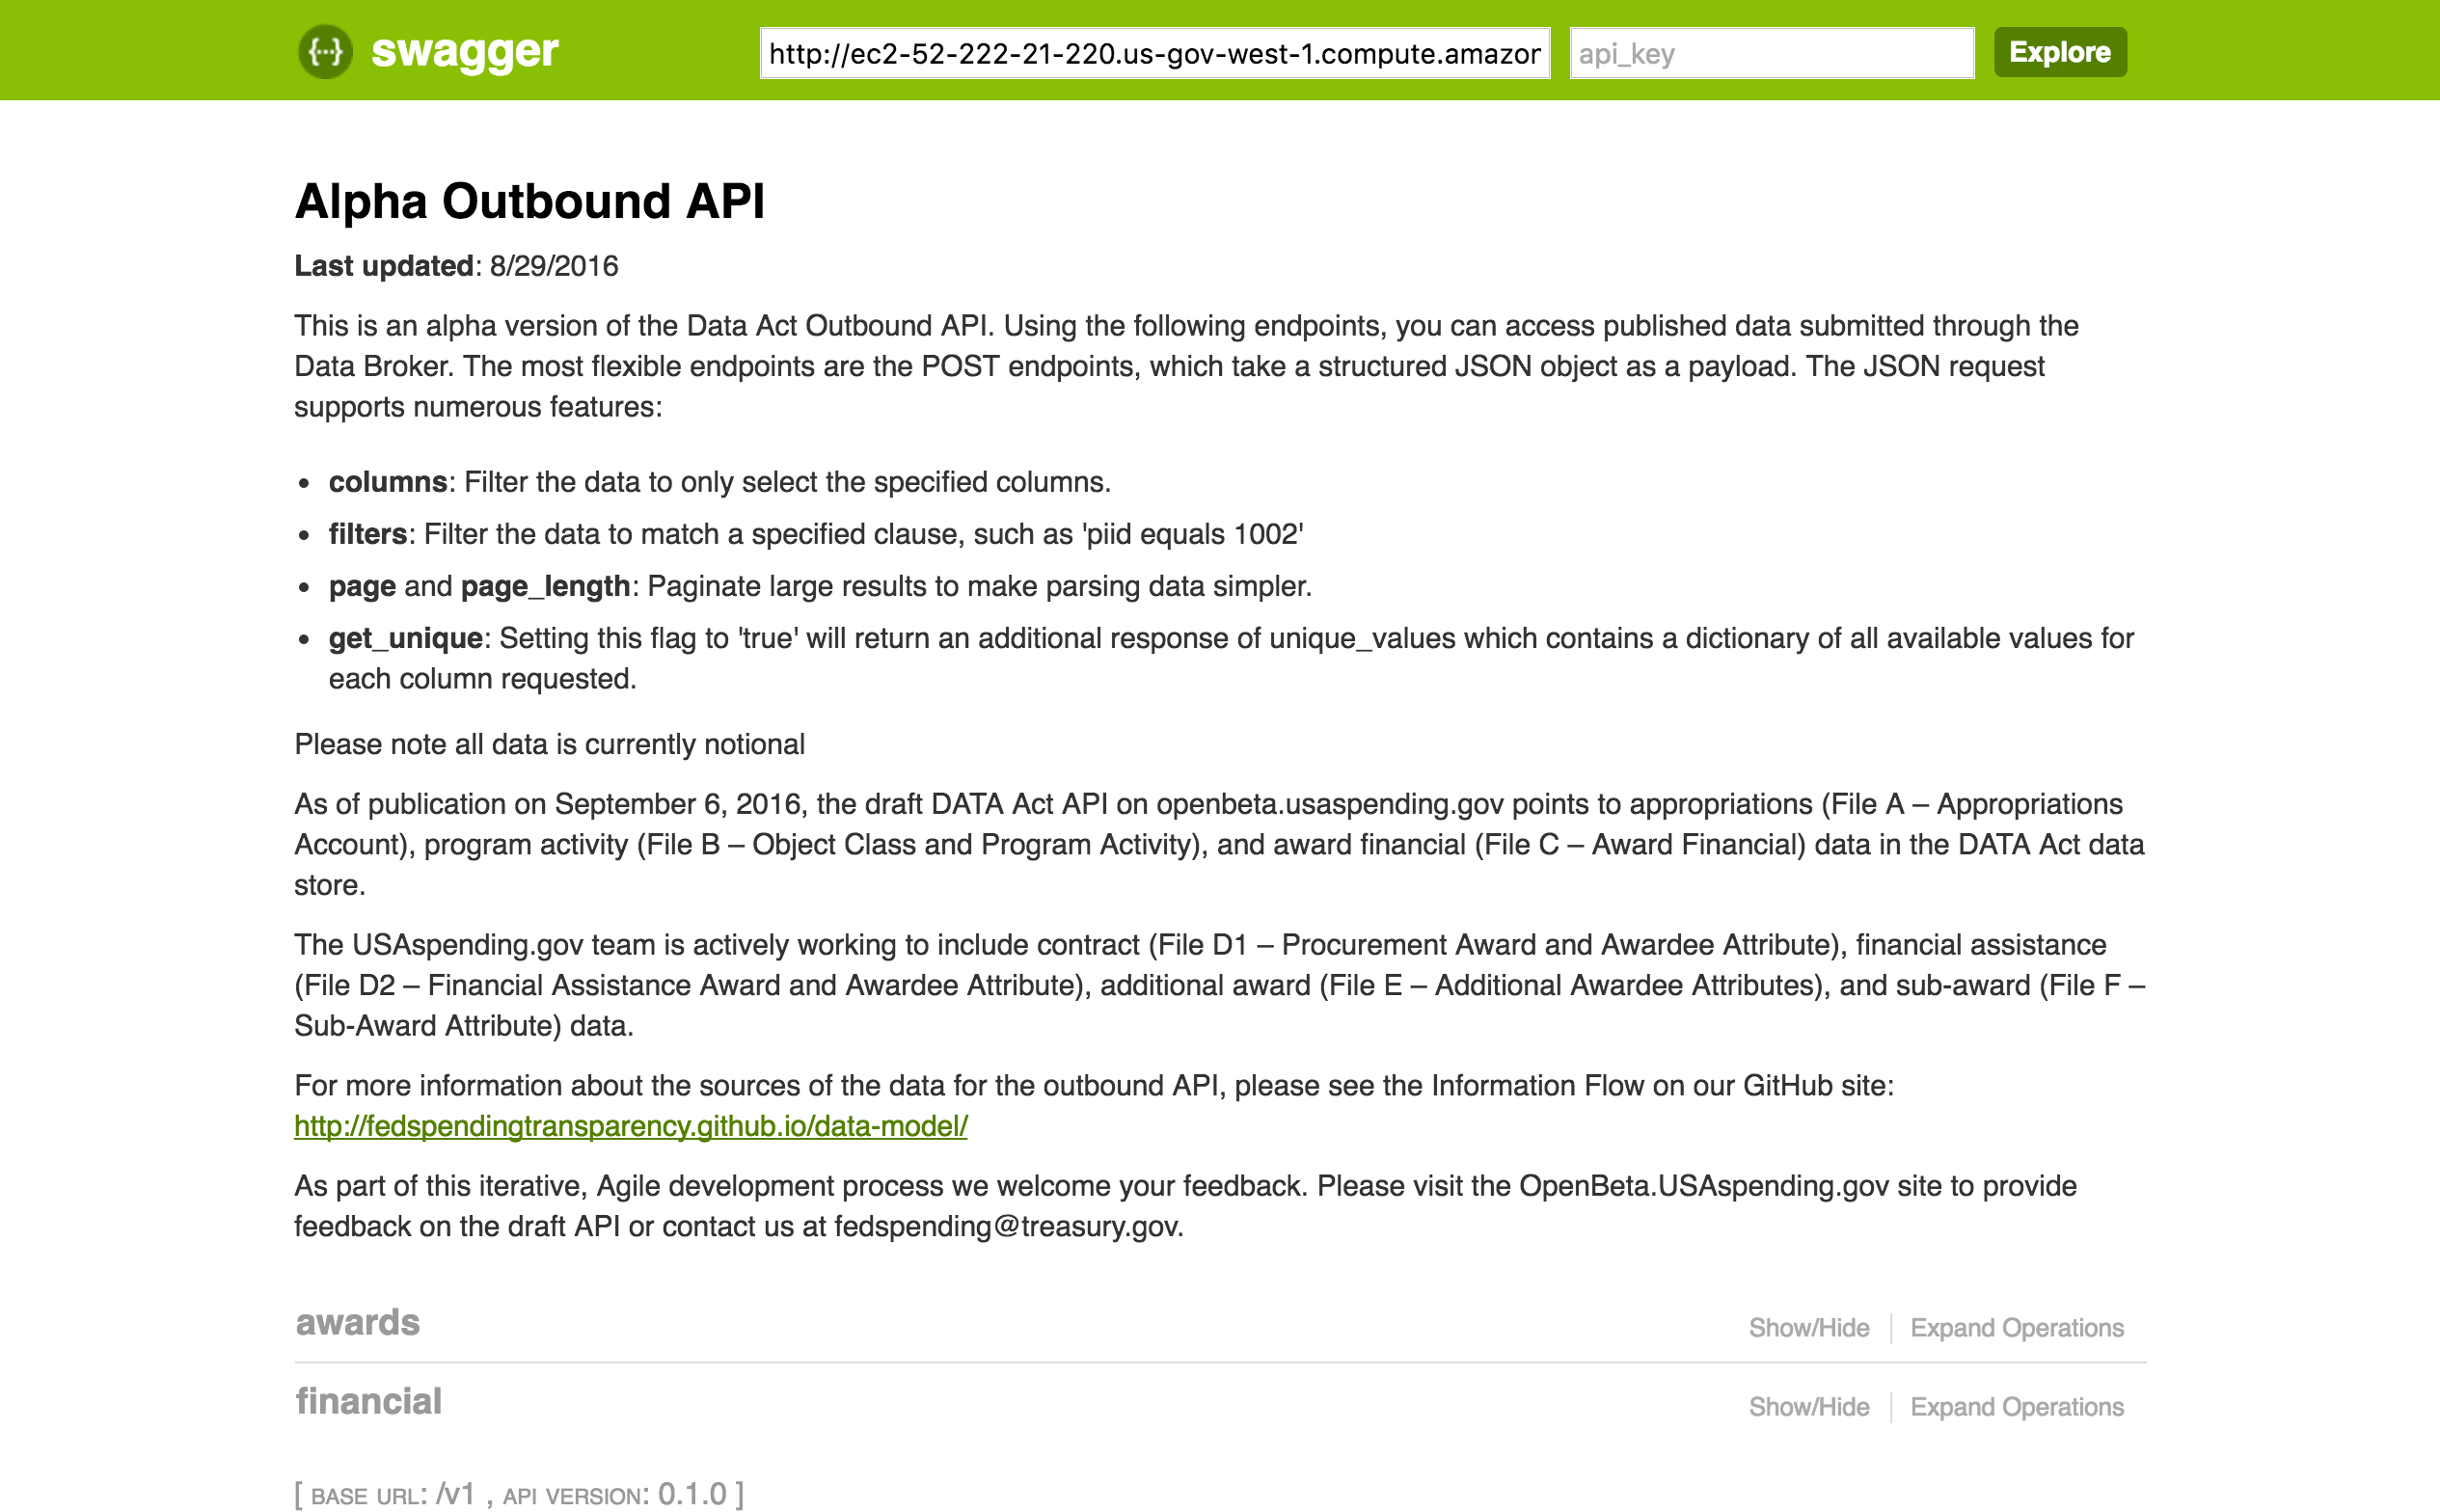 {···} swagger
http://ec2-52-222-21-220.us-gov-west-1.compute.amazon
api_key
Explore
Alpha Outbound API
Last updated: 8/29/2016
This is an alpha version of the Data Act Outbound API. Using the following endpoints, you can access published data submitted through the
Data Broker. The most flexible endpoints are the POST endpoints, which take a structured JSON object as a payload. The JSON request
supports numerous features:
• columns: Filter the data to only select the specified columns.
• filters: Filter the data to match a specified clause, such as 'piid equals 1002'
• page and page_length: Paginate large results to make parsing data simpler.
• get_unique: Setting this flag to 'true' will return an additional response of unique_values which contains a dictionary of all available values for
each column requested.
Please note all data is currently notional
As of publication on September 6, 2016, the draft DATA Act API on openbeta.usaspending.gov points to appropriations (File A – Appropriations
Account), program activity (File B – Object Class and Program Activity), and award financial (File C – Award Financial) data in the DATA Act data
store.
The USAspending.gov team is actively working to include contract (File D1 – Procurement Award and Awardee Attribute), financial assistance
(File D2 – Financial Assistance Award and Awardee Attribute), additional award (File E – Additional Awardee Attributes), and sub-award (File F –
Sub-Award Attribute) data.
For more information about the sources of the data for the outbound API, please see the Information Flow on our GitHub site:
http://fedspendingtransparency.github.io/data-model/
As part of this iterative, Agile development process we welcome your feedback. Please visit the OpenBeta.USAspending.gov site to provide
feedback on the draft API or contact us at fedspending@treasury.gov.
awards
Show/Hide
Expand Operations
financial
Show/Hide
Expand Operations
[ BASE URL: /v1 , API VERSION: 0.1.0 ]